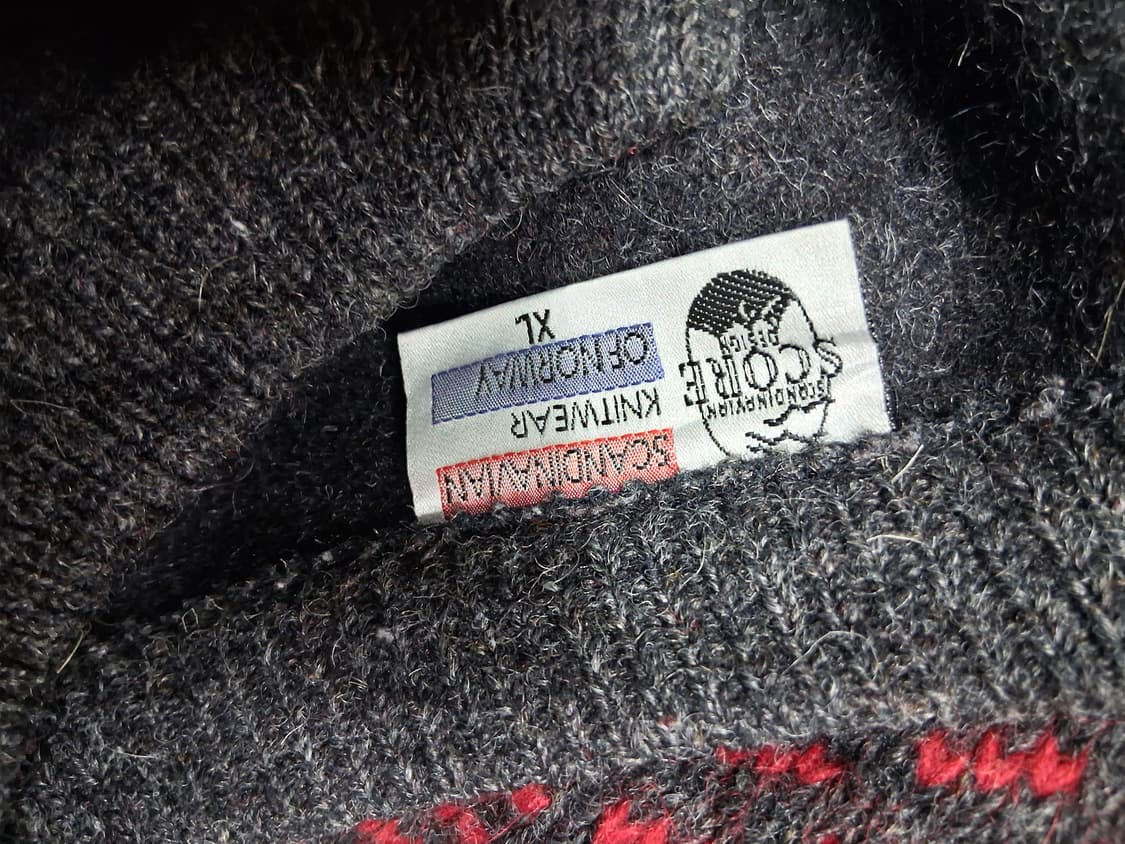 SCANDINAVIAN
SCORE
DESIGN
SCANDINAVIAN
KNITWEAR
OF NORWAY
XL